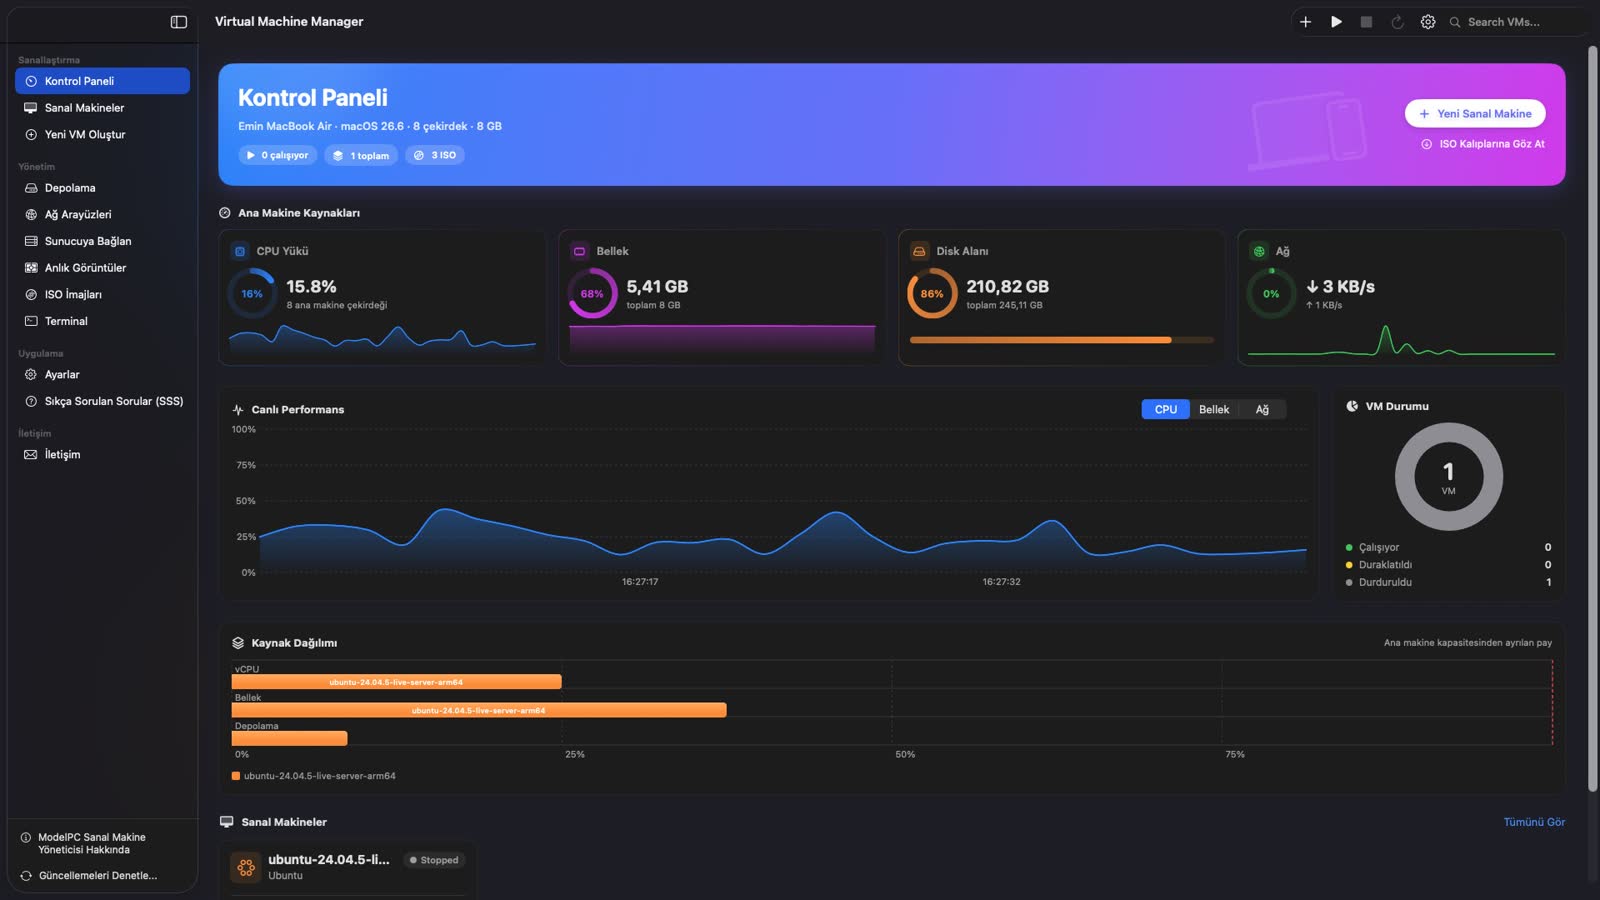 Virtual Machine Manager
Search VMs...
Sanallaştırma
Kontrol Paneli
Sanal Makineler
Yeni VM Oluştur
Yönetim
Depolama
Ağ Arayüzleri
Sunucuya Bağlan
Anlık Görüntüler
ISO İmajları
Terminal
Uygulama
Ayarlar
Sıkça Sorulan Sorular (SSS)
İletişim
İletişim
ModelPC Sanal Makine
Yöneticisi Hakkında
Güncellemeleri Denetle...
Kontrol Paneli
Emin MacBook Air · macOS 26.6 · 8 çekirdek · 8 GB
0 çalışıyor
1 toplam
3 ISO
Yeni Sanal Makine
ISO Kalıplarına Göz At
Ana Makine Kaynakları
CPU Yükü
16%
15.8%
8 ana makine çekirdeği
Bellek
68%
5,41 GB
toplam 8 GB
Disk Alanı
86%
210,82 GB
toplam 245,11 GB
Ağ
0%
↓ 3 KB/s
↑ 1 KB/s
Canlı Performans
CPU
Bellek
Ağ
100%
75%
50%
25%
0%
16:27:17
16:27:32
VM Durumu
1
VM
Çalışıyor 0
Duraklatıldı 0
Durduruldu 1
Kaynak Dağılımı
Ana makine kapasitesinden ayrılan pay
vCPU
ubuntu-24.04.5-live-server-arm64
Bellek
ubuntu-24.04.5-live-server-arm64
Depolama
0%
25%
50%
75%
ubuntu-24.04.5-live-server-arm64
Sanal Makineler
Tümünü Gör
ubuntu-24.04.5-li...
Stopped
Ubuntu